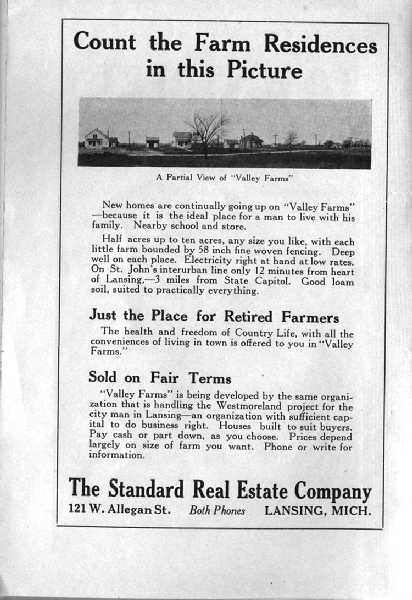 Count the Farm Residences
in this Picture
A Partial View of "Valley Farms"
New homes are continually going up on "Valley Farms"
—because it is the ideal place for a man to live with his
family. Nearby school and store.
Half acres up to ten acres, any size you like, with each
little farm bounded by 58 inch fine woven fencing. Deep
well on each place. Electricity right at hand at low rates.
On St. John's interurban line only 12 minutes from heart
of Lansing,—3 miles from State Capitol. Good loam
soil, suited to practically everything.
Just the Place for Retired Farmers
The health and freedom of Country Life, with all the
conveniences of living in town is offered to you in "Valley
Farms."
Sold on Fair Terms
"Valley Farms" is being developed by the same organi-
zation that is handling the Westmoreland project for the
city man in Lansing—an organization with sufficient cap-
ital to do business right. Houses built to suit buyers.
Pay cash or part down, as you choose. Prices depend
largely on size of farm you want. Phone or write for
information.
The Standard Real Estate Company
121 W. Allegan St. Both Phones LANSING, MICH.